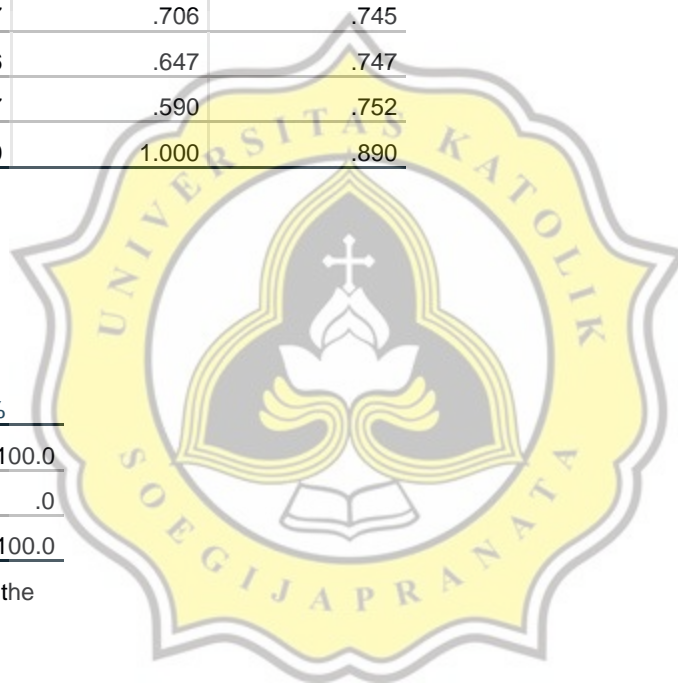 .706 .745
.647 .747
.590 .752
1.000 .890
UNIVERSITAS KATOLIK
%
100.0
.0
100.0
the
SOEGIJAPRANATA